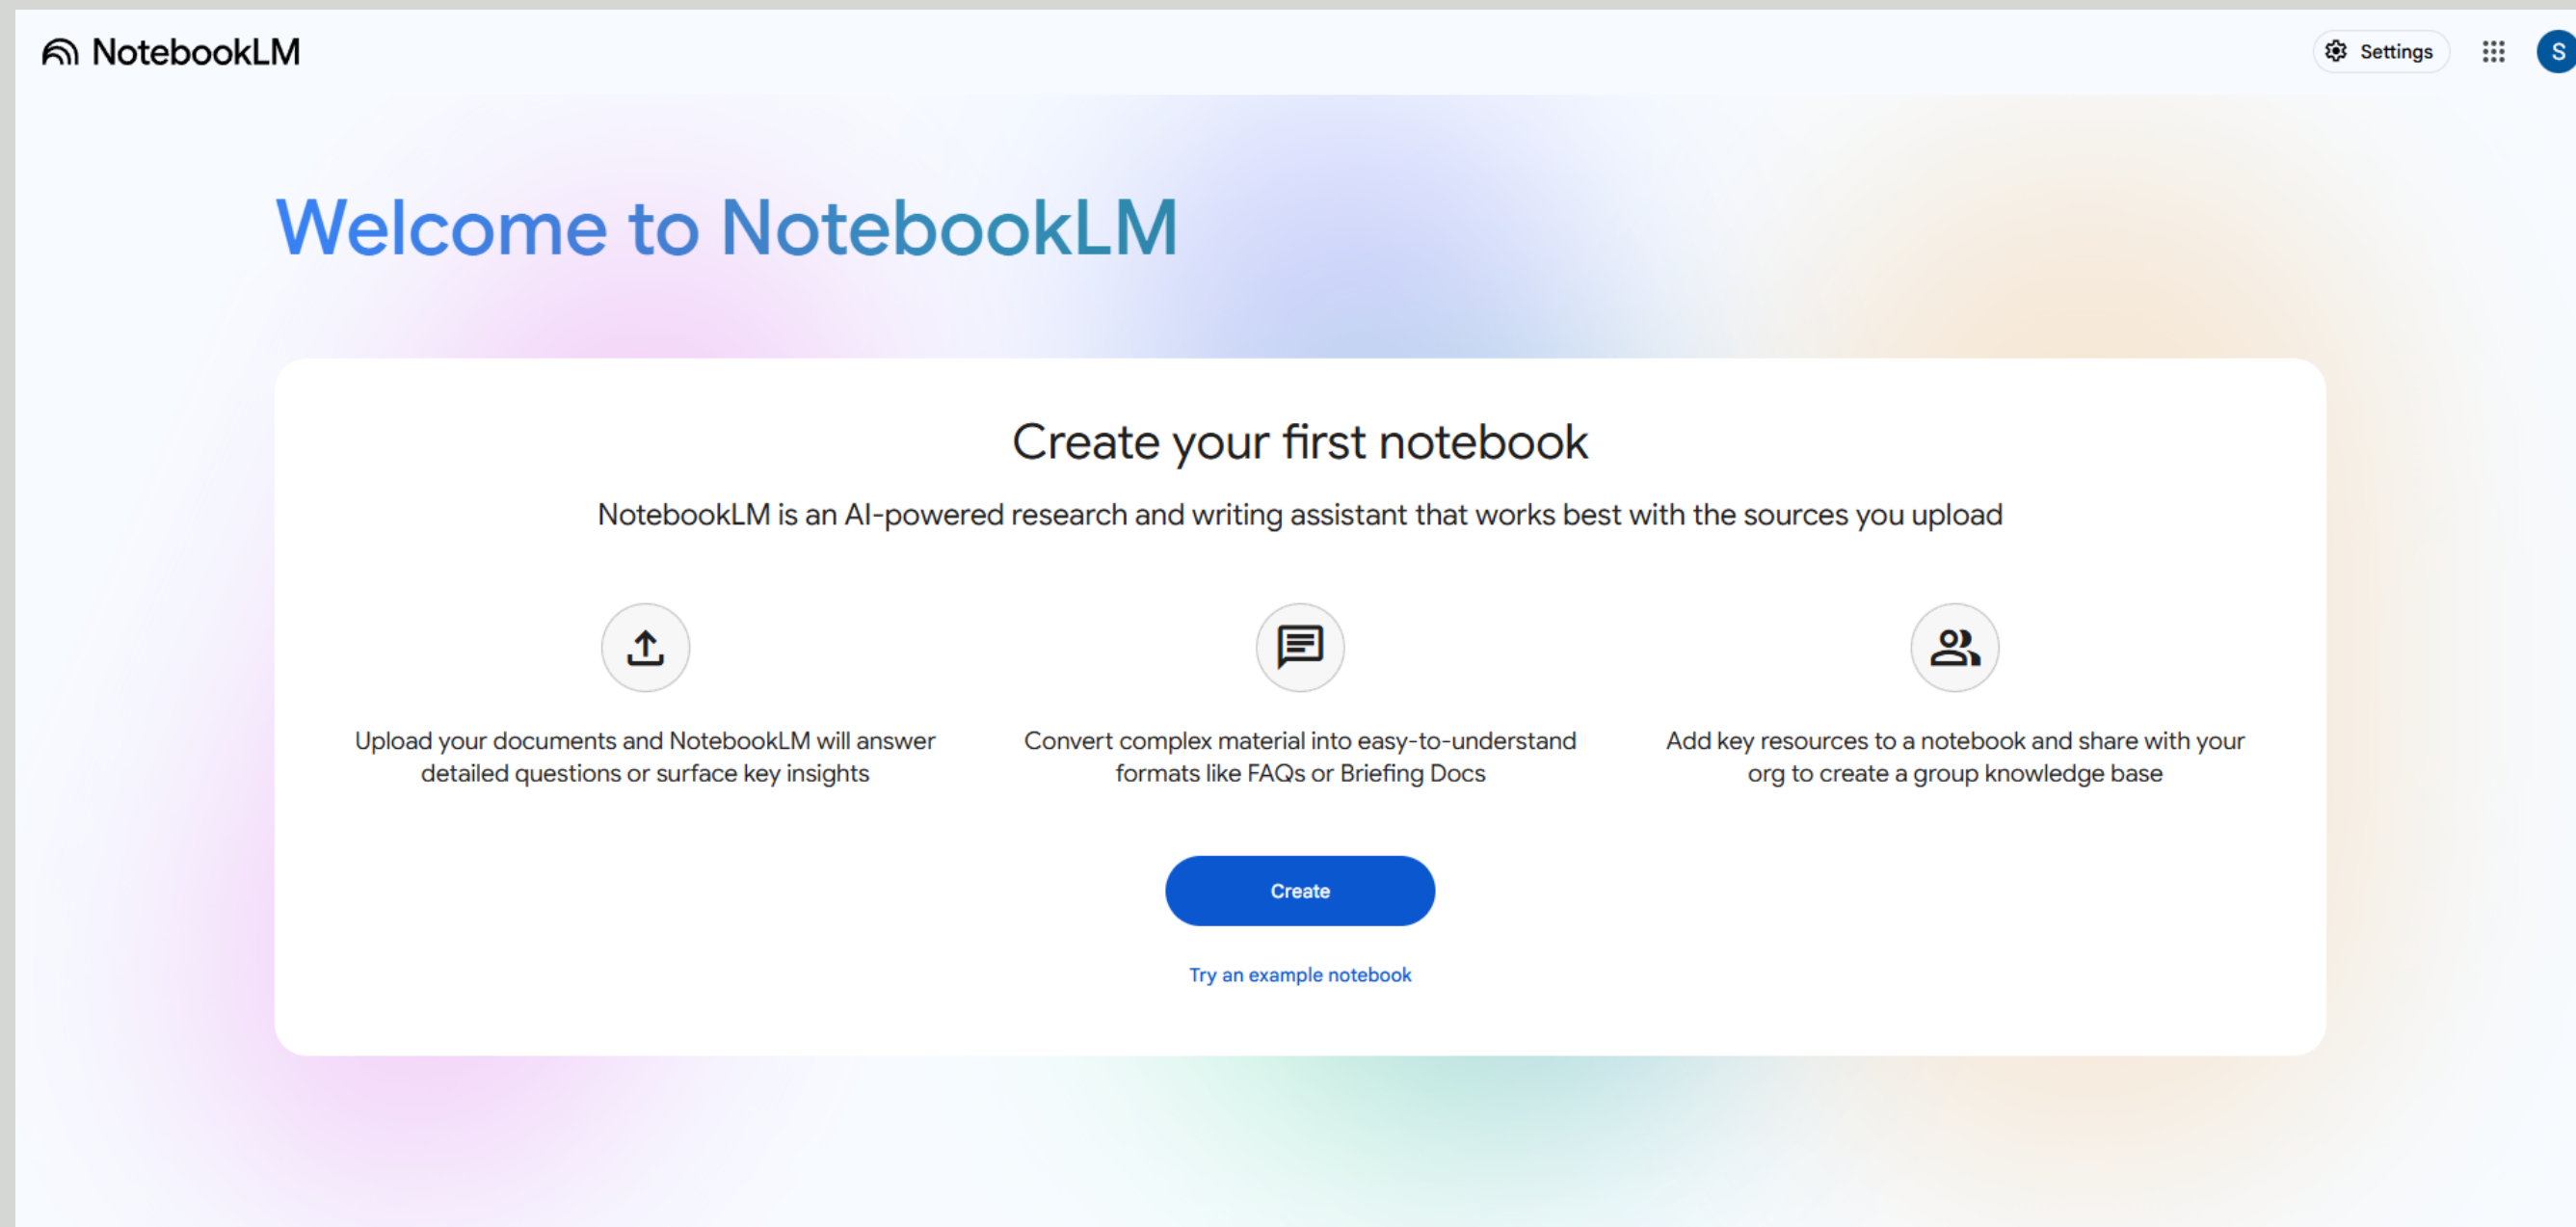 NotebookLM
Settings
S
Welcome to NotebookLM
Create your first notebook
NotebookLM is an AI-powered research and writing assistant that works best with the sources you upload
Upload your documents and NotebookLM will answer
detailed questions or surface key insights
Convert complex material into easy-to-understand
formats like FAQs or Briefing Docs
Add key resources to a notebook and share with your
org to create a group knowledge base
Create
Try an example notebook